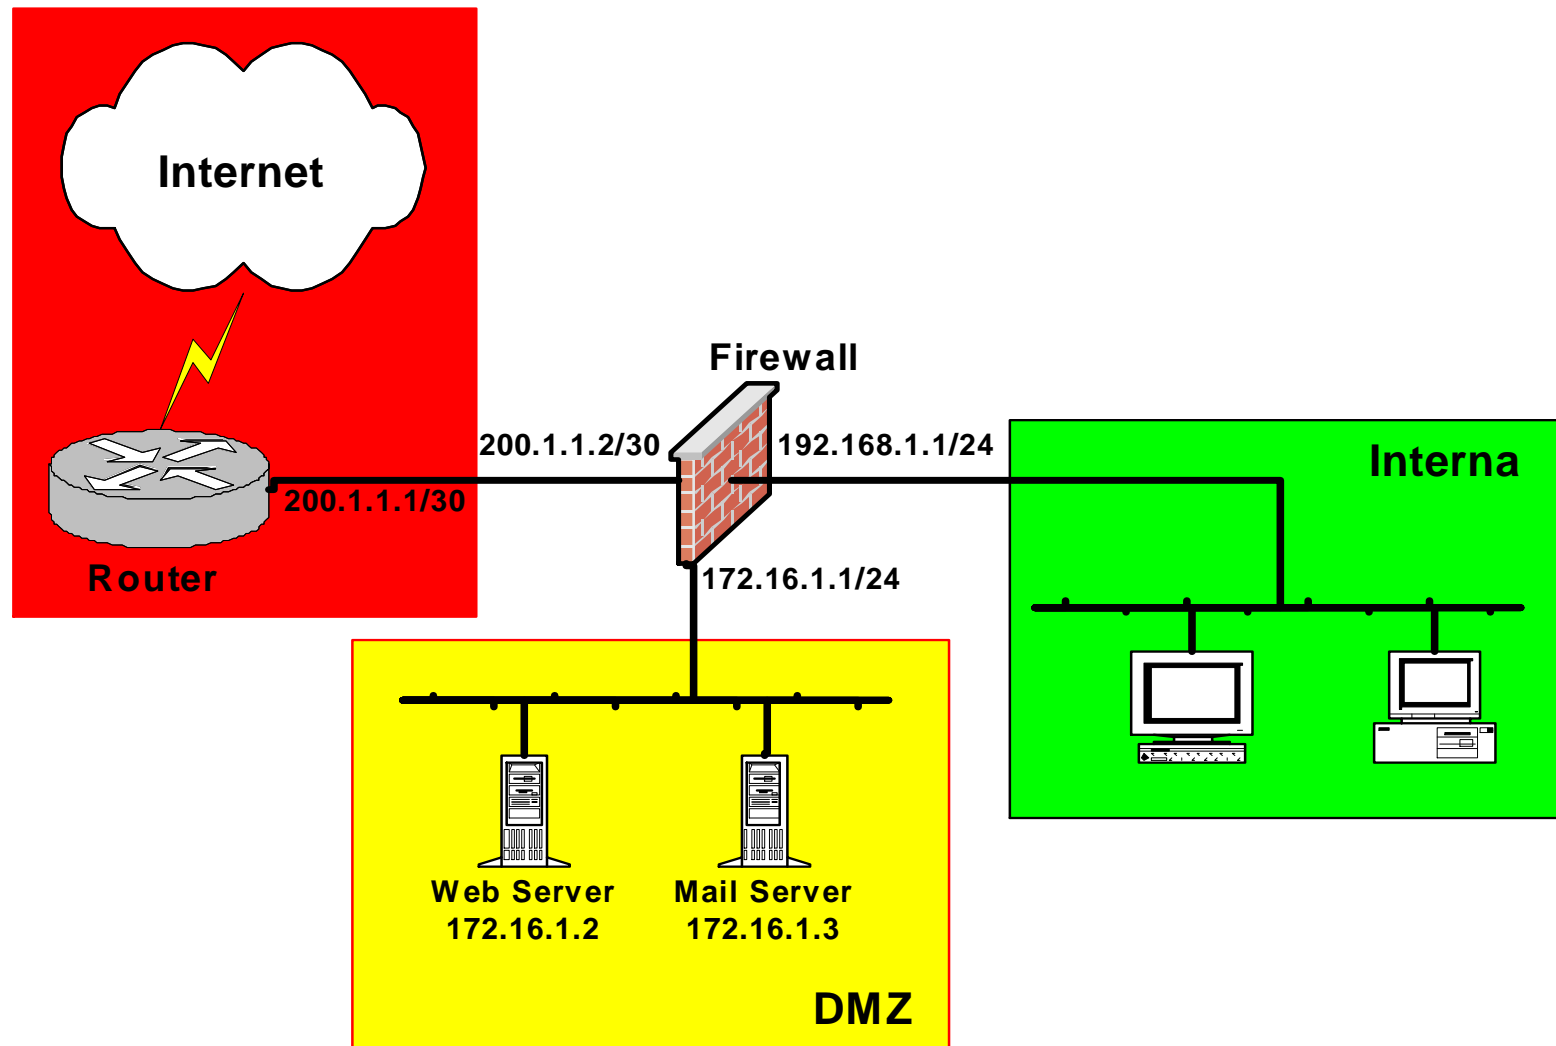 Internet
Firewall
200.1.1.2/30
192.168.1.1/24
Interna
200.1.1.1/30
Router
172.16.1.1/24
Web Server
172.16.1.2
Mail Server
172.16.1.3
DMZ